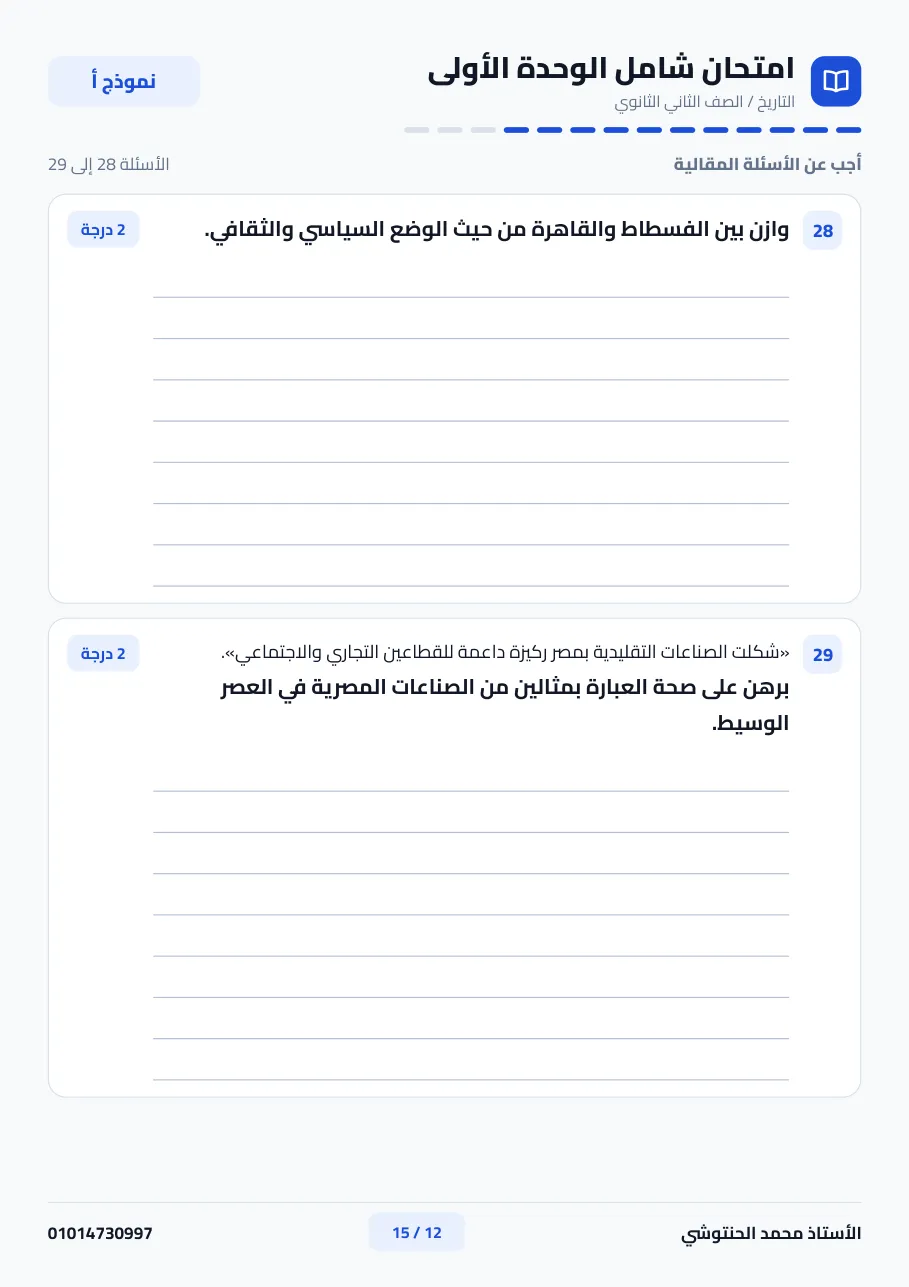 امتحان شامل الوحدة الأولى
التاريخ / الصف الثاني الثانوي
نموذج أ
أجب عن الأسئلة المقالية
الأسئلة 28 إلى 29
28
وازن بين الفسطاط والقاهرة من حيث الوضع السياسي والثقافي.
2 درجة
29
«شكلت الصناعات التقليدية بمصر ركيزة داعمة للقطاعين التجاري والاجتماعي».
2 درجة
برهن على صحة العبارة بمثالين من الصناعات المصرية في العصر
الوسيط.
الأستاذ محمد الحنتوشي
12 / 15
01014730997